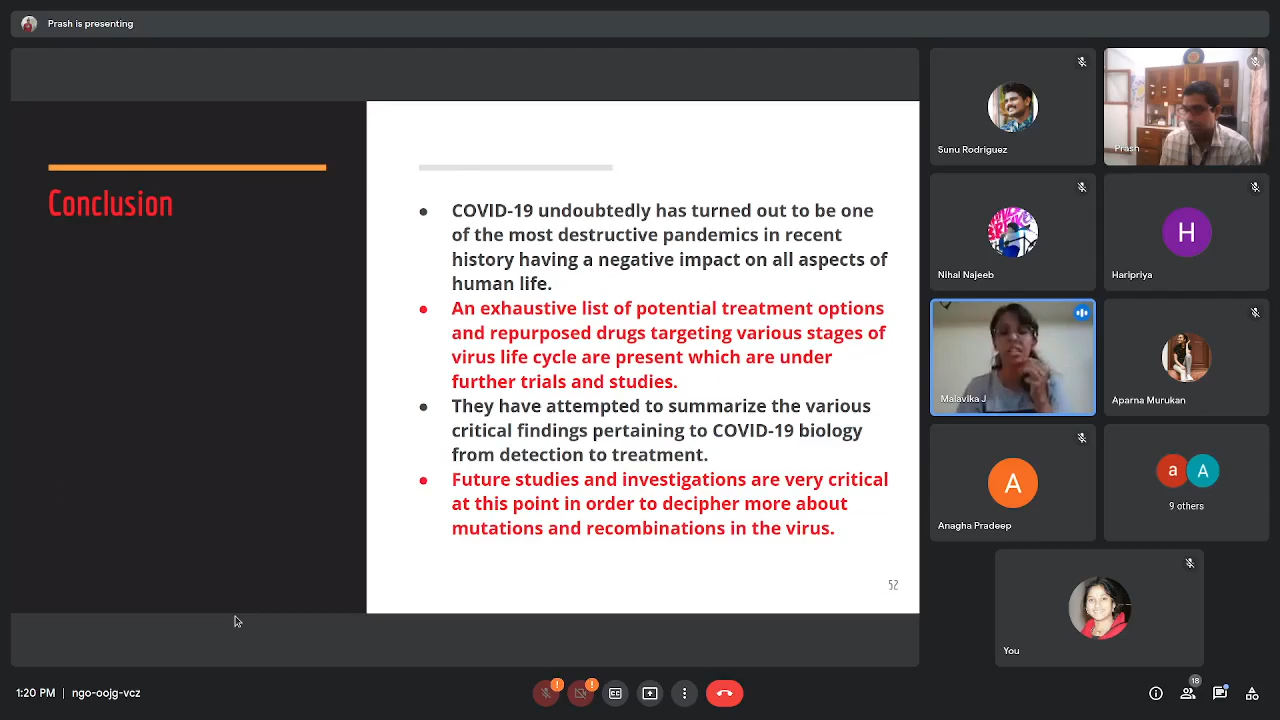 Prash is presenting
Conclusion
COVID-19 undoubtedly has turned out to be one
of the most destructive pandemics in recent
history having a negative impact on all aspects of
human life.
An exhaustive list of potential treatment options
and repurposed drugs targeting various stages of
virus life cycle are present which are under
further trials and studies.
They have attempted to summarize the various
critical findings pertaining to COVID-19 biology
from detection to treatment.
Future studies and investigations are very critical
at this point in order to decipher more about
mutations and recombinations in the virus.
52
Sunu Rodriguez
Prash
Nihal Najeeb
H
Haripriya
Malavika J
Aparna Murukan
A
Anagha Pradeep
a A
9 others
You
1:20 PM | ngo-oojg-vcz
! !
18